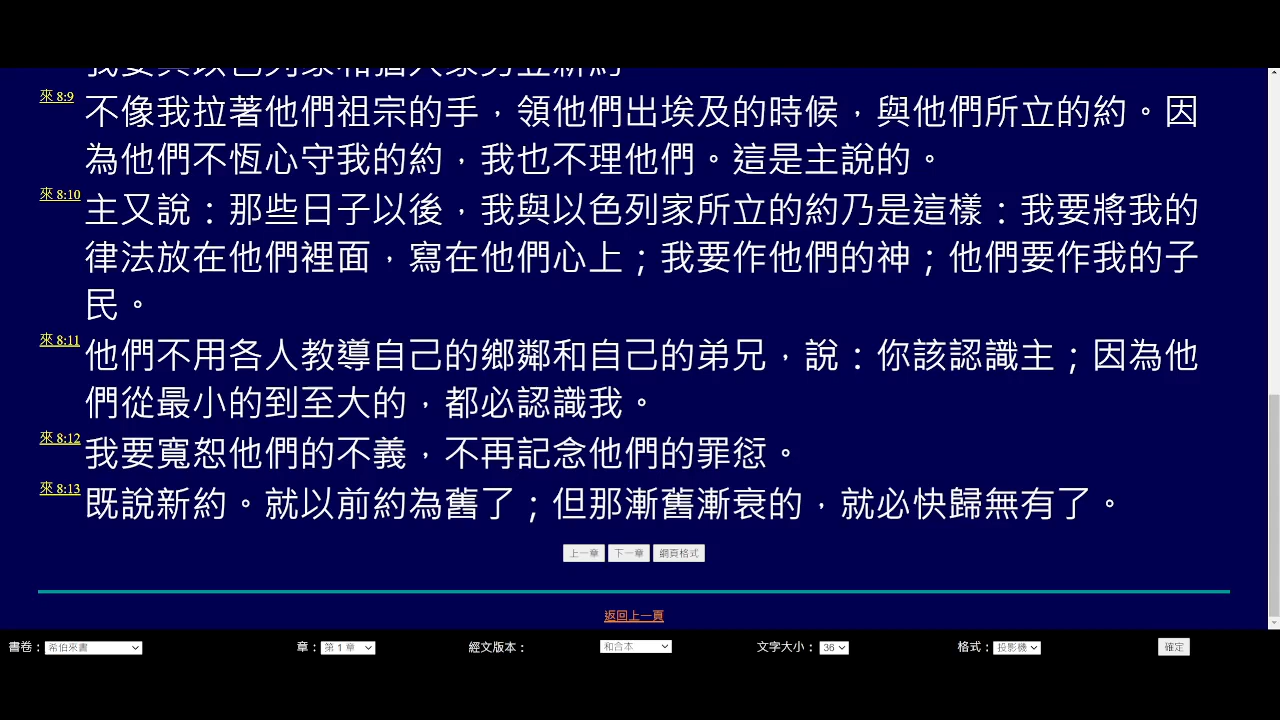 來 8:9
不像我拉著他們祖宗的手，領他們出埃及的時候，與他們所立的約。因
為他們不恆心守我的約，我也不理他們。這是主說的。
來 8:10
主又說：那些日子以後，我與以色列家所立的約乃是這樣：我要將我的
律法放在他們裡面，寫在他們心上；我要作他們的神；他們要作我的子
民。
來 8:11
他們不用各人教導自己的鄉鄰和自己的弟兄，說：你該認識主；因為他
們從最小的到至大的，都必認識我。
來 8:12
我要寬恕他們的不義，不再記念他們的罪愆。
來 8:13
既說新約。就以前約為舊了；但那漸舊漸衰的，就必快歸無有了。
上一章 下一章 網頁格式
返回上一頁
書卷： 希伯來書 章： 第 1 章 經文版本： 和合本 文字大小： 36 格式： 投影機 確定